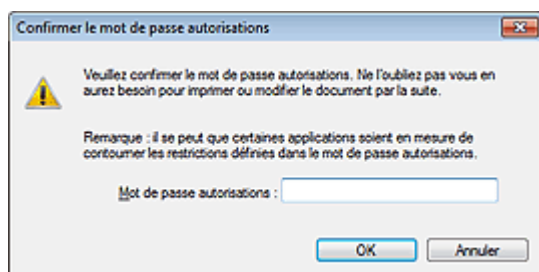 Confirmer le mot de passe autorisations
Veuillez confirmer le mot de passe autorisations. Ne l'oubliez pas vous en
aurez besoin pour imprimer ou modifier le document par la suite.
Remarque : il se peut que certaines applications soient en mesure de
contourner les restrictions définies dans le mot de passe autorisations.
Mot de passe autorisations :
OK Annuler